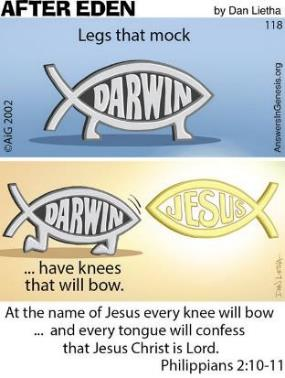 AFTER EDEN by Dan Lietha
118
Legs that mock
DARWIN
©AiG 2002
AnswersInGenesis.org
DARWIN
JESUS
... have knees
that will bow.
Dan Lietha
At the name of Jesus every knee will bow
... and every tongue will confess
that Jesus Christ is Lord.
Philippians 2:10-11